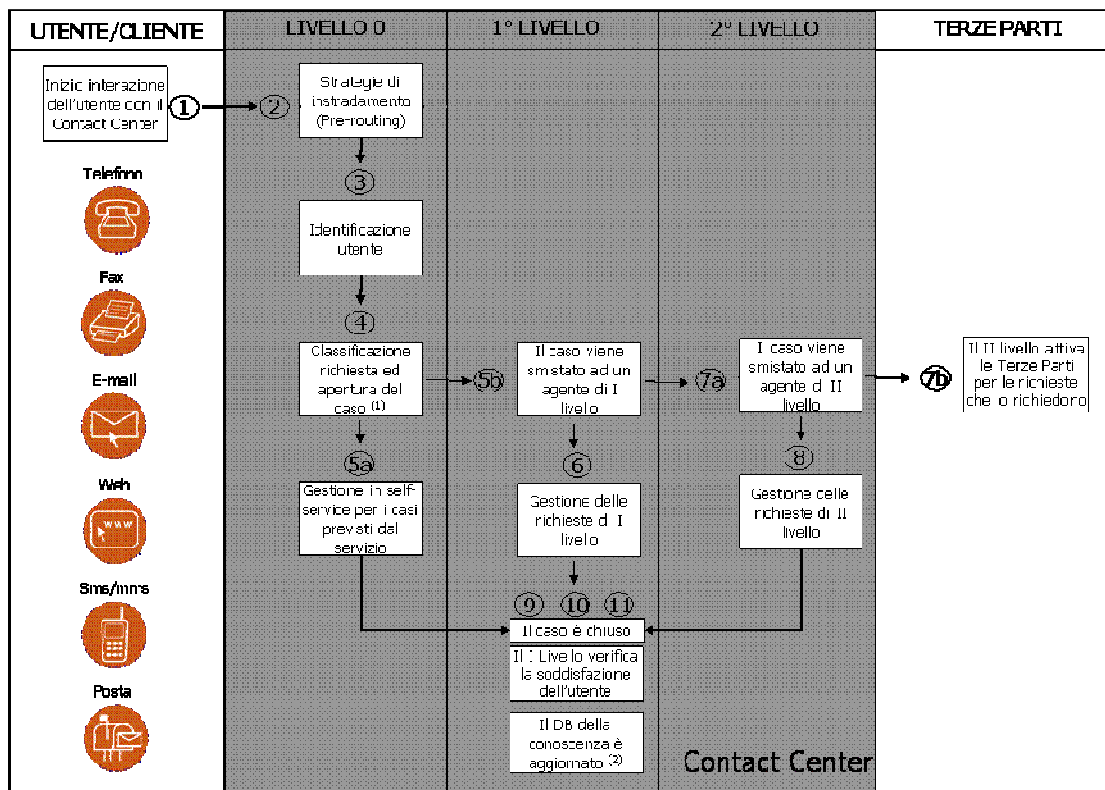 UTENTE/CLIENTE
LIVELLO 0
1° LIVELLO
2° LIVELLO
TERZE PARTI
Inizio interazione
dell'utente con il
Contact Center
1
2
Strategie di
instradamento
(Pre-routing)
3
Identificazione
utente
4
Classificazione
richiesta ed
apertura del
caso (1)
5b
Il caso viene
smistato ad un
agente di I
livello
7a
I caso viene
smistato ad un
agente di II
livello
7b
Il II livello attiva
le Terze Parti
per le richieste
che lo richiedono
5a
Gestione in self-
service per i casi
previsti dal
servizio
6
Gestione delle
richieste di I
livello
8
Gestione delle
richieste di II
livello
9
10
11
Il caso è chiuso
Il I Livello verifica
la soddisfazione
dell'utente
Il DB della
conoscenza è
aggiornato (2)
Contact Center
Telefono
Fax
E-mail
Web
www
Sms/mms
Posta